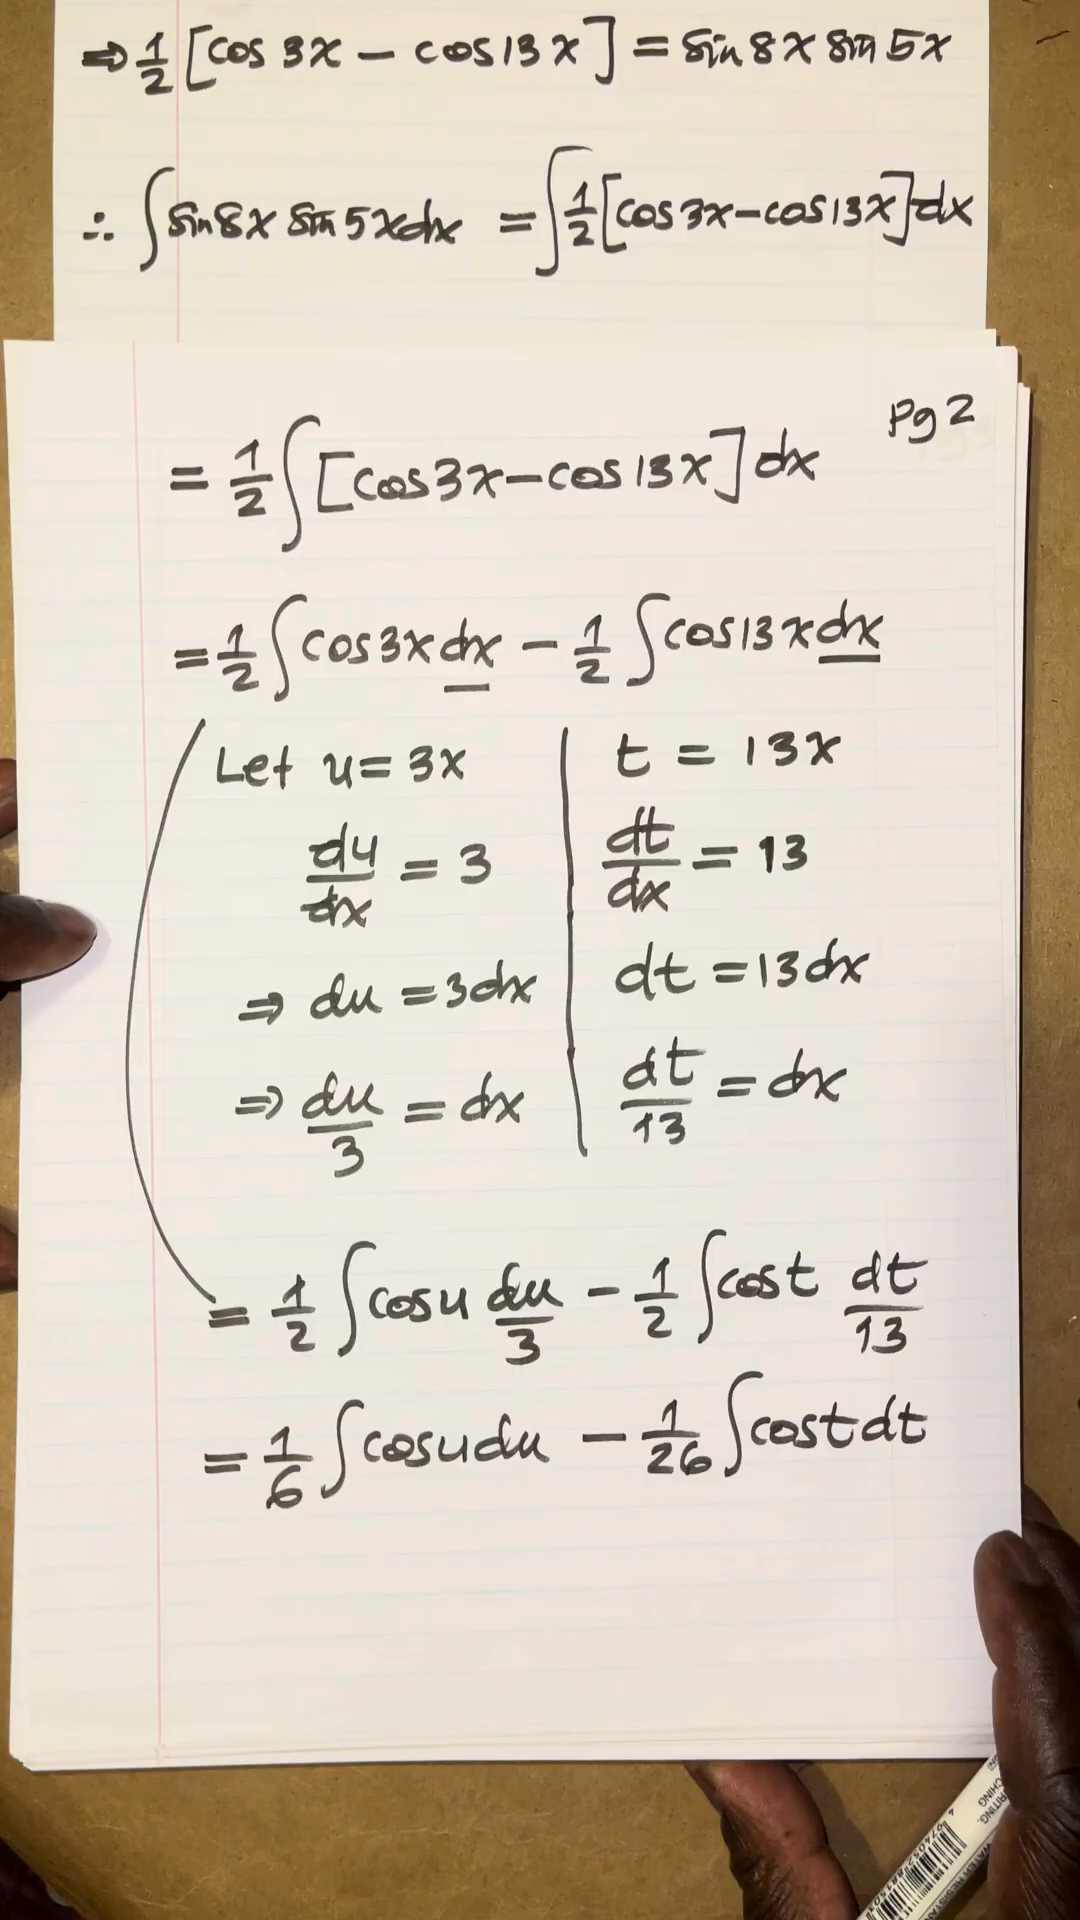 ⇒ 1/2 [cos 3x − cos 13x] = sin 8x sin 5x
∴ ∫ sin 8x sin 5x dx = ∫ 1/2 [cos 3x − cos 13x] dx
Pg 2
= 1/2 ∫ [cos 3x − cos 13x] dx
= 1/2 ∫ cos 3x dx − 1/2 ∫ cos 13x dx
Let u = 3x
du/dx = 3
⇒ du = 3dx
⇒ du/3 = dx
t = 13x
dt/dx = 13
dt = 13dx
dt/13 = dx
= 1/2 ∫ cos u du/3 − 1/2 ∫ cos t dt/13
= 1/6 ∫ cos u du − 1/26 ∫ cos t dt